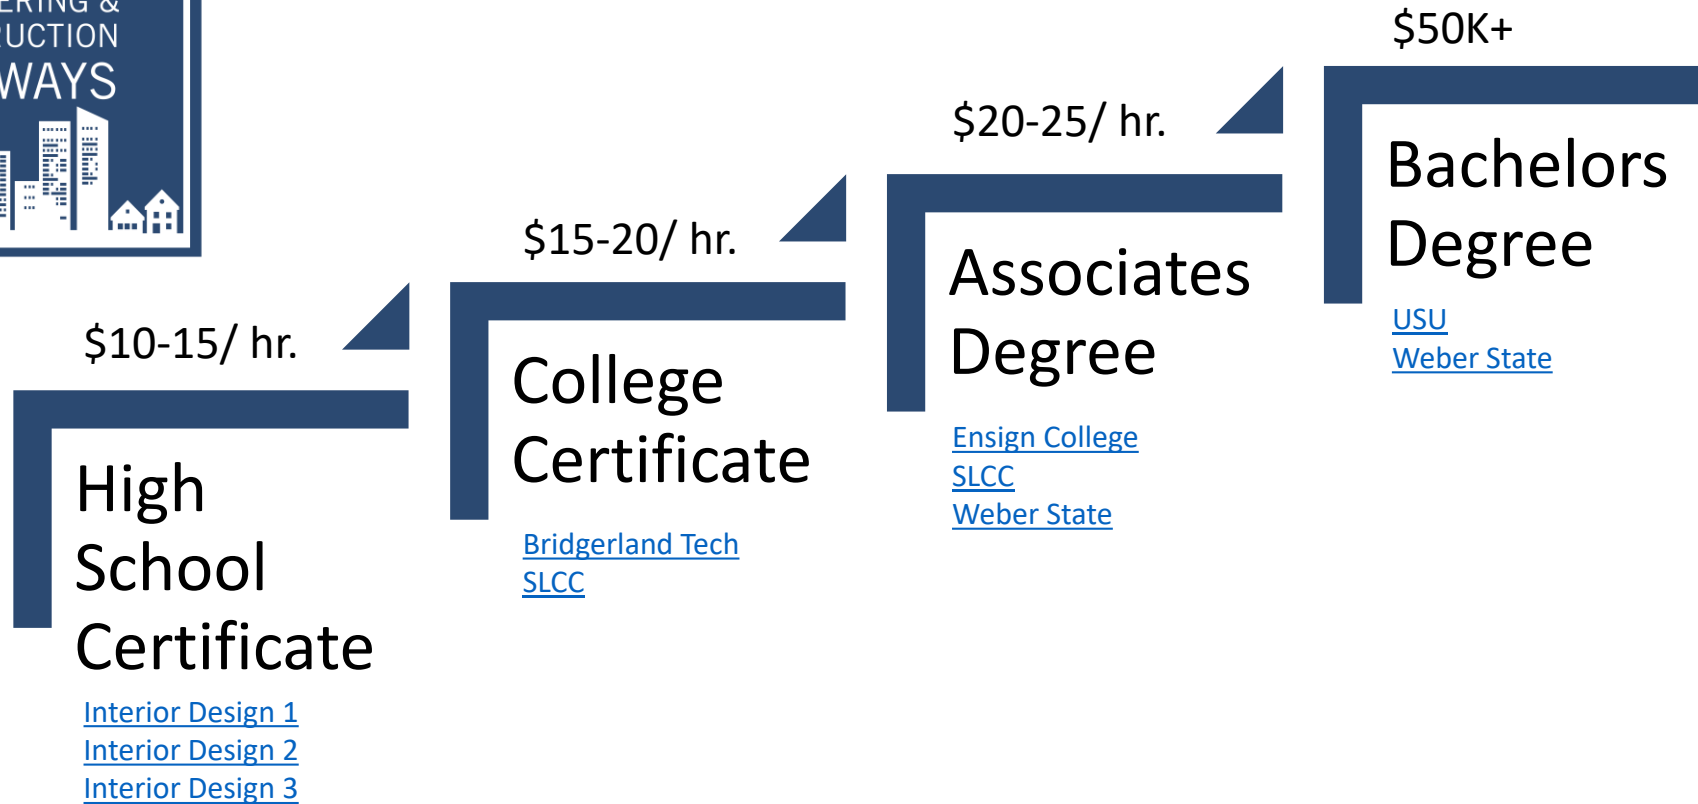 UCTION
WAYS
$10-15/ hr.
High
School
Certificate
Interior Design 1
Interior Design 2
Interior Design 3
$15-20/ hr.
College
Certificate
Bridgerland Tech
SLCC
$20-25/ hr.
Associates
Degree
Ensign College
SLCC
Weber State
$50K+
Bachelors
Degree
USU
Weber State